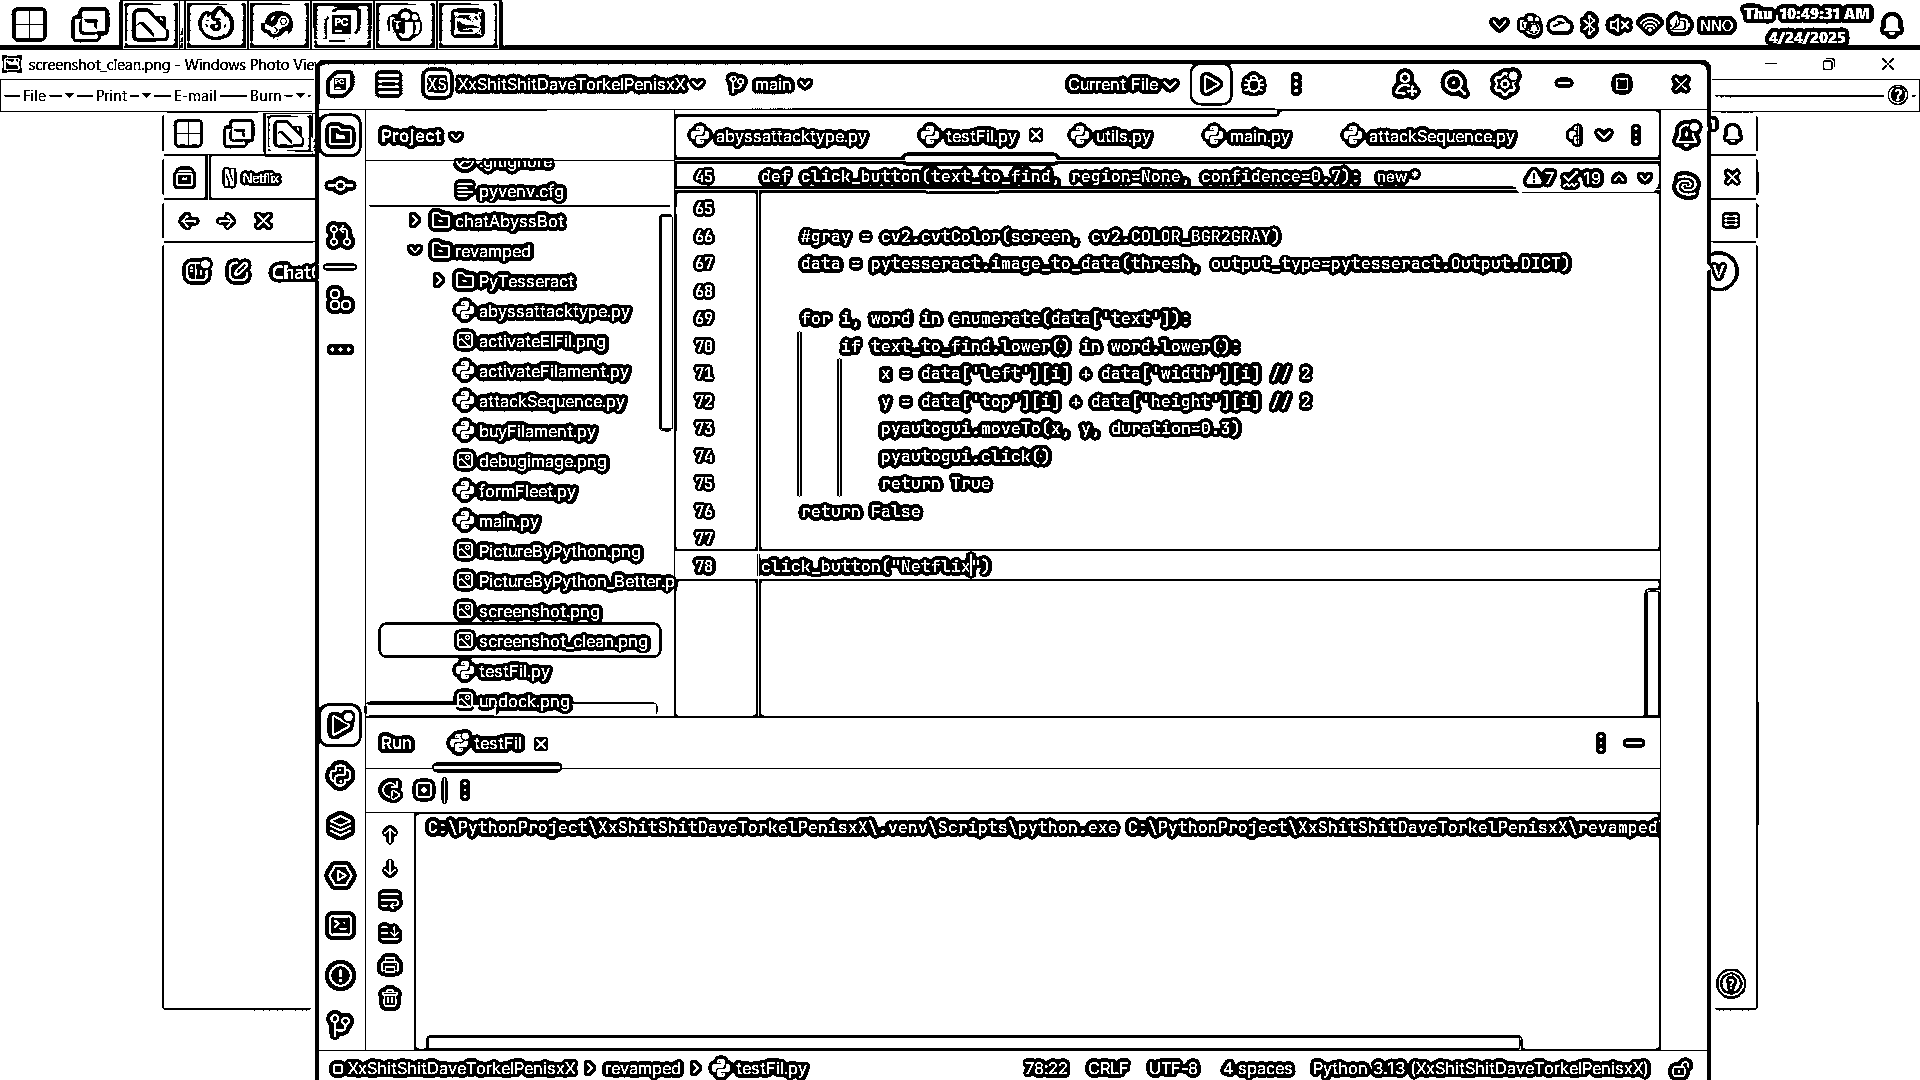 Thu 10:49:31 AM
4/24/2025
NNO
screenshot_clean.png - Windows Photo Vie
File Print E-mail Burn
XS XxShitShitDaveTorkelPenisxX main Current File
Project
abyssattacktype.py testFil.py utils.py main.py attackSequence.py
Netflix
Chat
V
.gitignore
pyvenv.cfg
chatAbyssBot
revamped
PyTesseract
abyssattacktype.py
activateElFil.png
activateFilament.py
attackSequence.py
buyFilament.py
debugimage.png
formFleet.py
main.py
PictureByPython.png
PictureByPython_Better.p
screenshot.png
screenshot_clean.png
testFil.py
undock.png
45 def click_button(text_to_find, region=None, confidence=0.7): new* 7 19
65
66 #gray = cv2.cvtColor(screen, cv2.COLOR_BGR2GRAY)
67 data = pytesseract.image_to_data(thresh, output_type=pytesseract.Output.DICT)
68
69 for i, word in enumerate(data['text']):
70 if text_to_find.lower() in word.lower():
71 x = data['left'][i] + data['width'][i] // 2
72 y = data['top'][i] + data['height'][i] // 2
73 pyautogui.moveTo(x, y, duration=0.3)
74 pyautogui.click()
75 return True
76 return False
77
78 click_button("Netflix")
Run testFil
C:\PythonProject\XxShitShitDaveTorkelPenisxX\.venv\Scripts\python.exe C:\PythonProject\XxShitShitDaveTorkelPenisxX\revamped
XxShitShitDaveTorkelPenisxX revamped testFil.py 78:22 CRLF UTF-8 4 spaces Python 3.13 (XxShitShitDaveTorkelPenisxX)